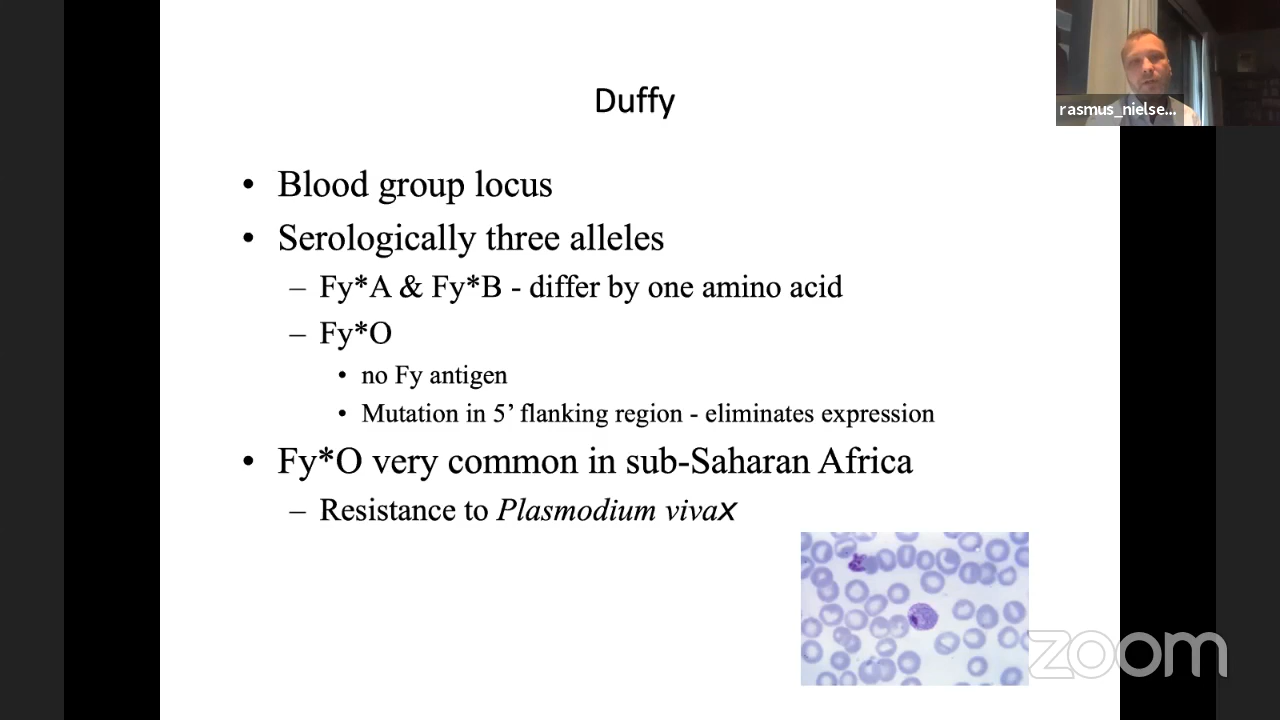 Duffy
rasmus_nielse...
• Blood group locus
• Serologically three alleles
– Fy*A & Fy*B - differ by one amino acid
– Fy*O
• no Fy antigen
• Mutation in 5’ flanking region - eliminates expression
• Fy*O very common in sub-Saharan Africa
– Resistance to Plasmodium vivax
zoom